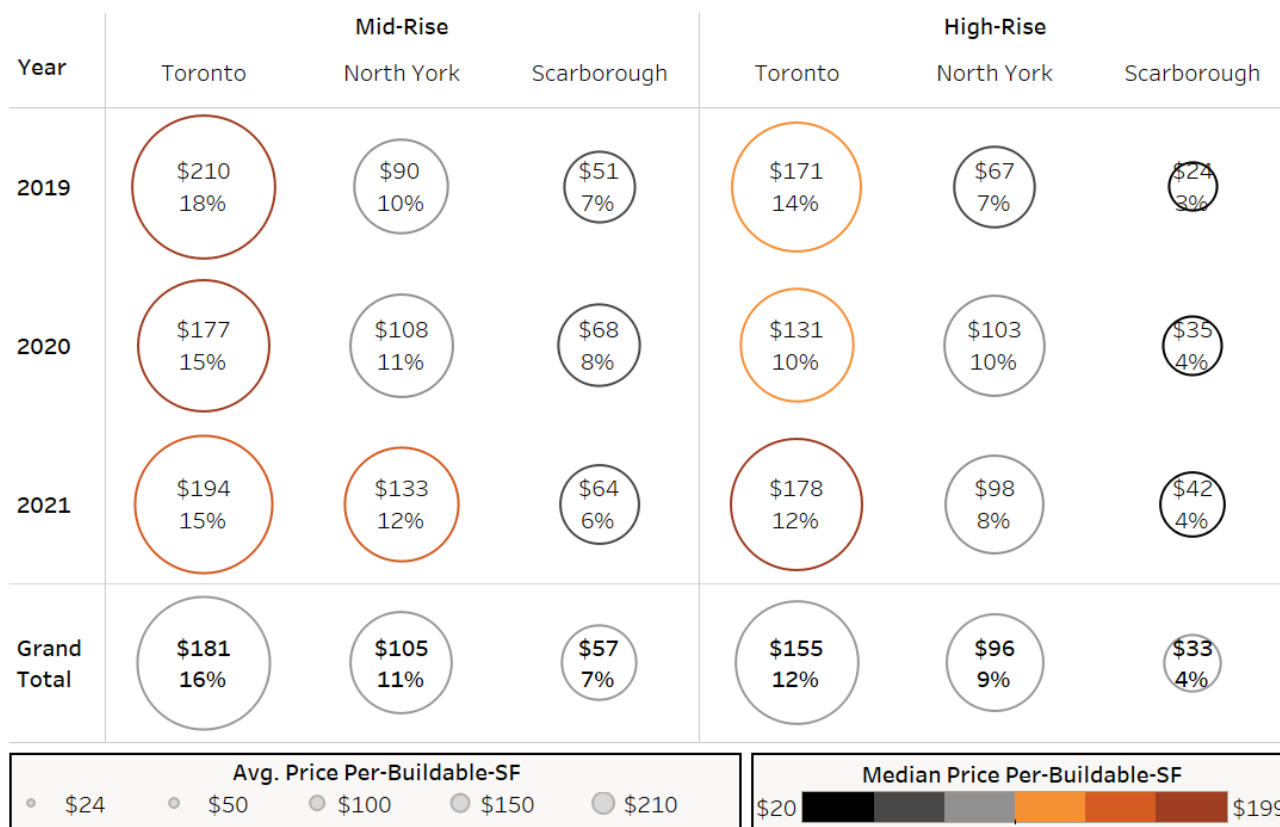 Mid-Rise High-Rise
Year Toronto North York Scarborough Toronto North York Scarborough
2019 $210 $90 $51 $171 $67 $24
18% 10% 7% 14% 7% 3%
2020 $177 $108 $68 $131 $103 $35
15% 11% 8% 10% 10% 4%
2021 $194 $133 $64 $178 $98 $42
15% 12% 6% 12% 8% 4%
Grand $181 $105 $57 $155 $96 $33
Total 16% 11% 7% 12% 9% 4%
Avg. Price Per-Buildable-SF Median Price Per-Buildable-SF
$24 $50 $100 $150 $210 $20 $199